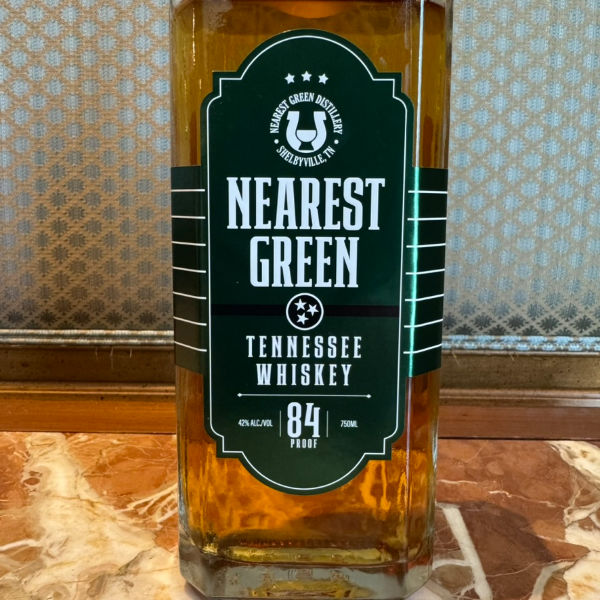 NEAREST GREEN DISTILLERY
SHELBYVILLE, TN
NEAREST
GREEN
TENNESSEE
WHISKEY
42% ALC./VOL 84 750ML
PROOF